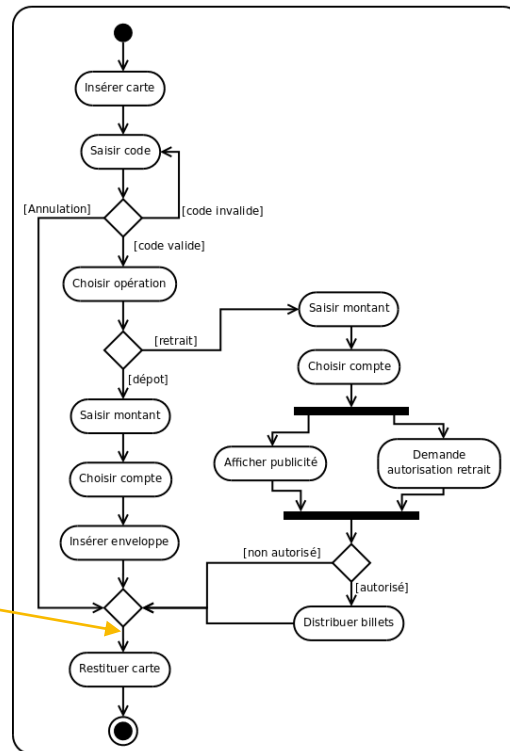 Insérer carte
Saisir code
[Annulation]
[code invalide]
[code valide]
Choisir opération
[retrait]
[dépot]
Saisir montant
Choisir compte
Insérer enveloppe
Saisir montant
Choisir compte
Afficher publicité
Demande
autorisation retrait
[non autorisé]
[autorisé]
Distribuer billets
Restituer carte